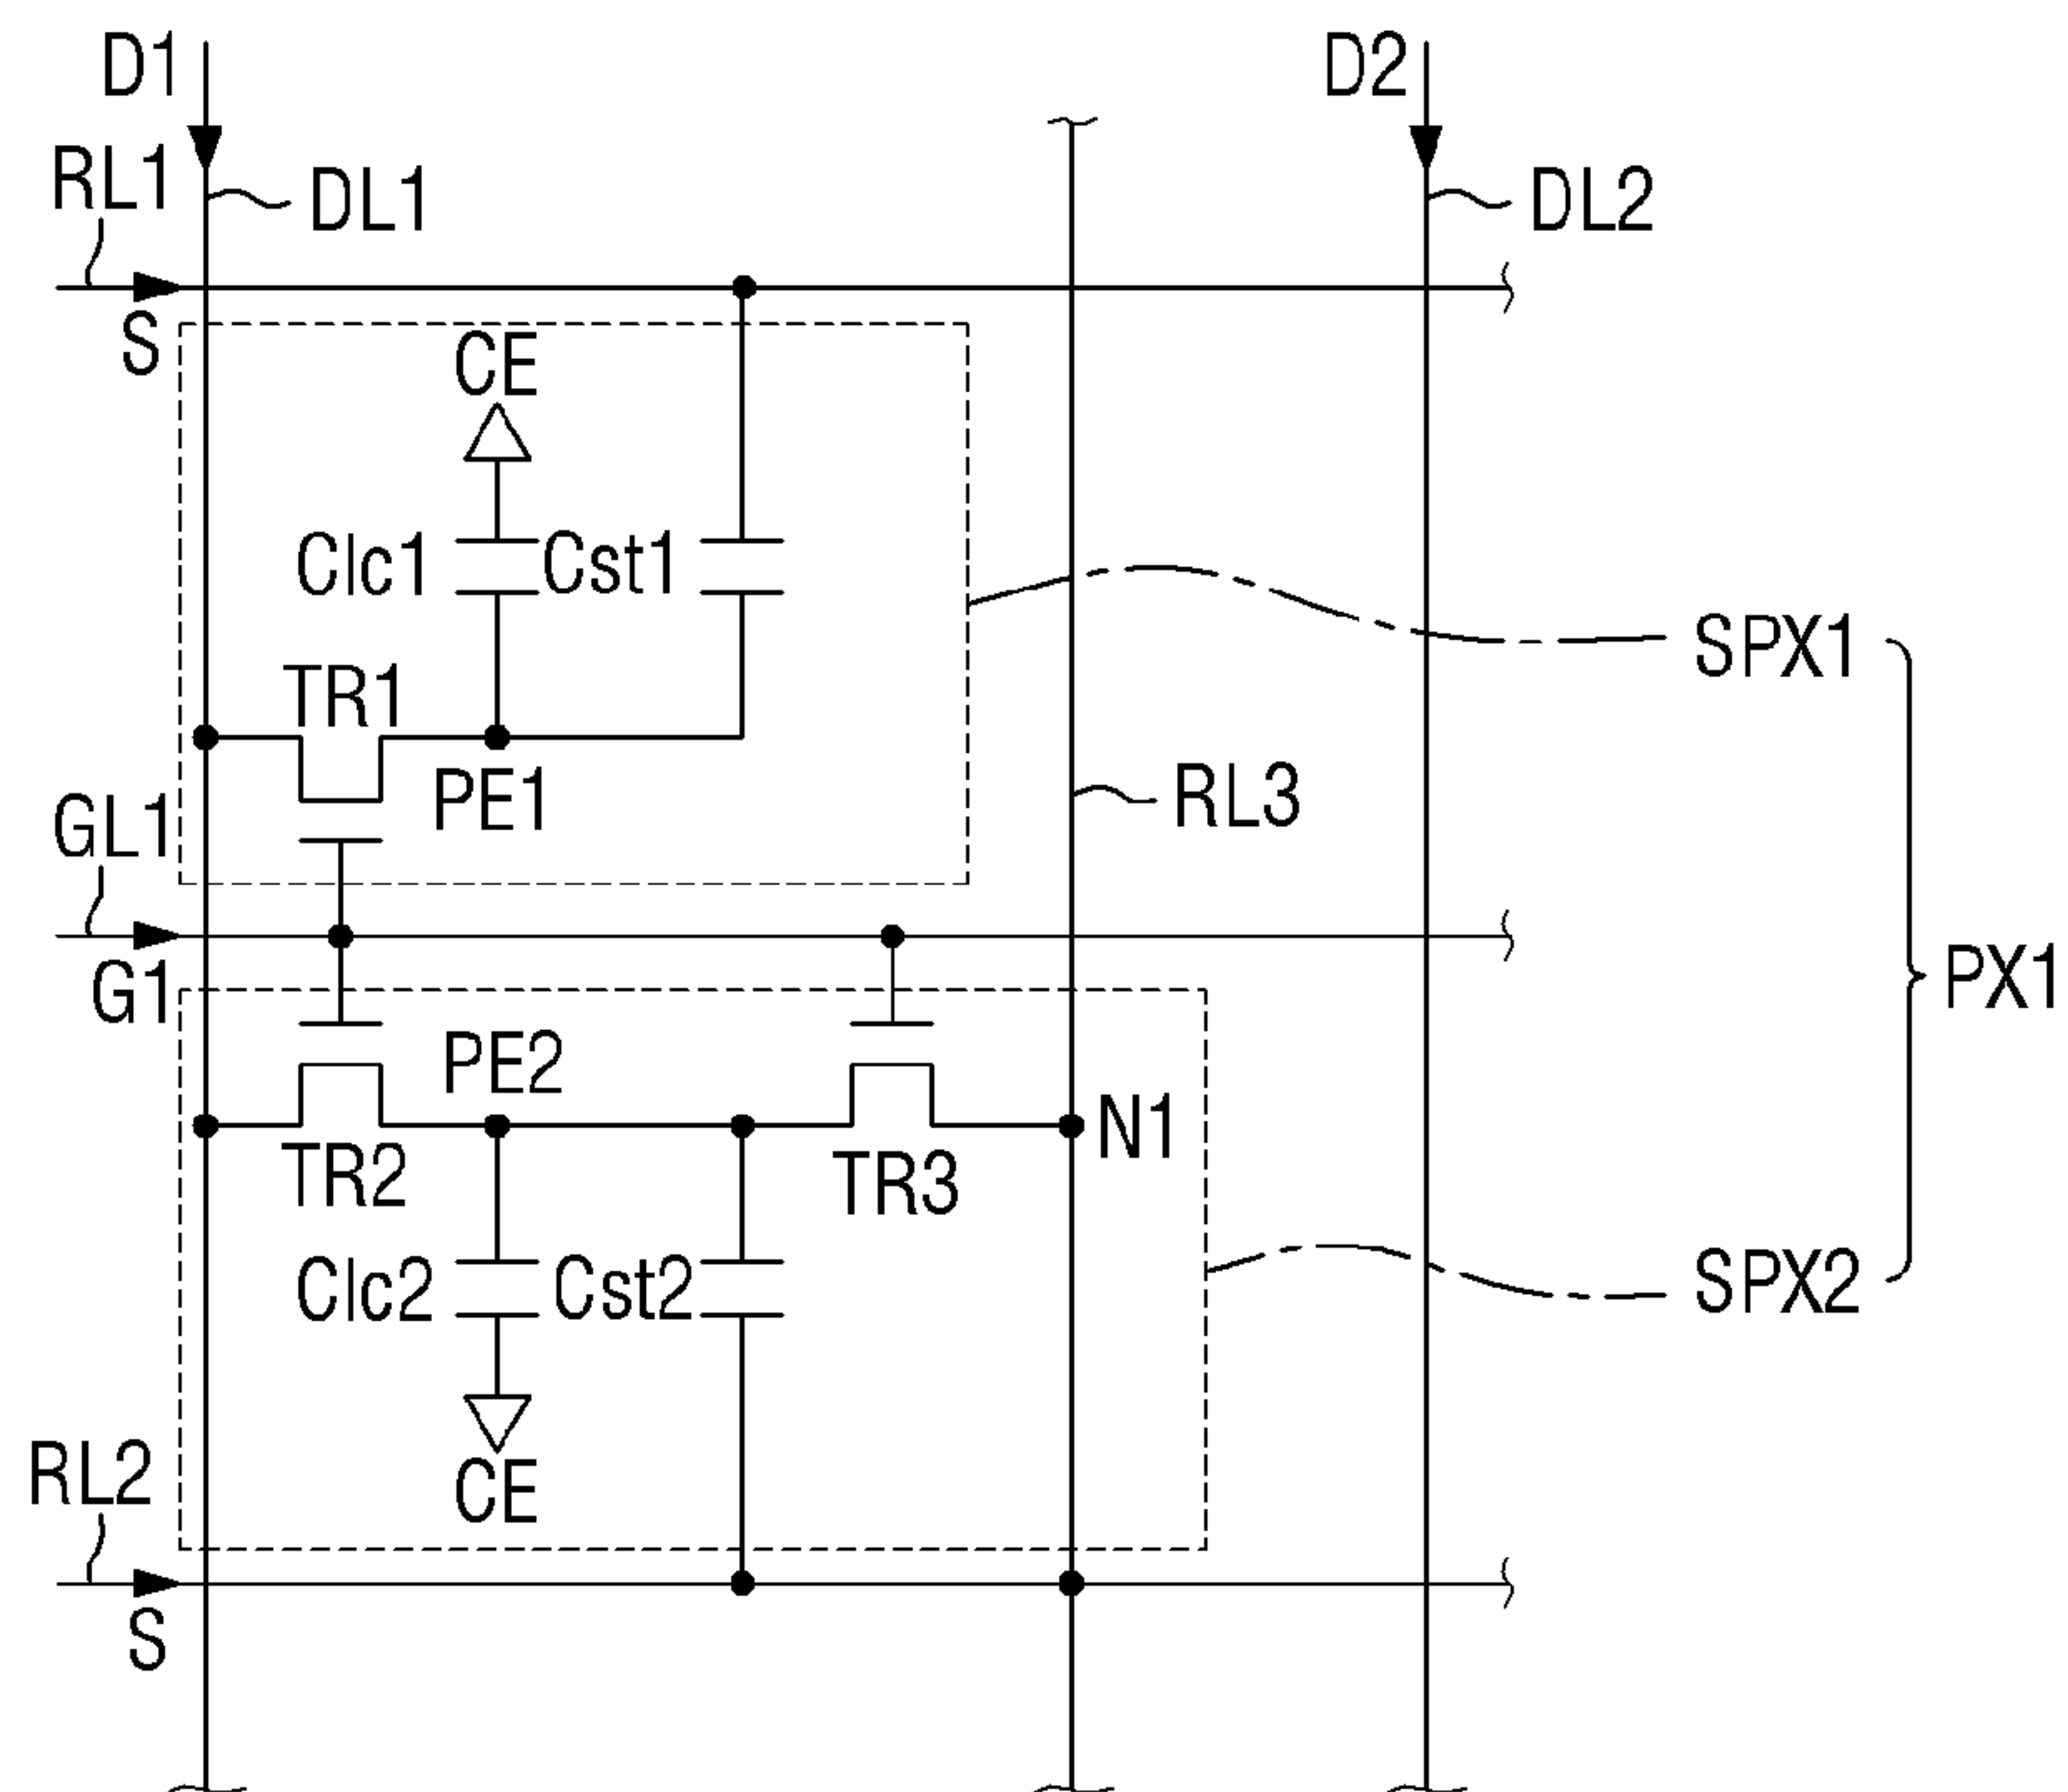 D1
D2
RL1
DL1
DL2
S
CE
Clc1
Cst1
SPX1
TR1
PE1
RL3
GL1
G1
PX1
PE2
N1
TR2
TR3
Clc2
Cst2
SPX2
RL2
CE
S